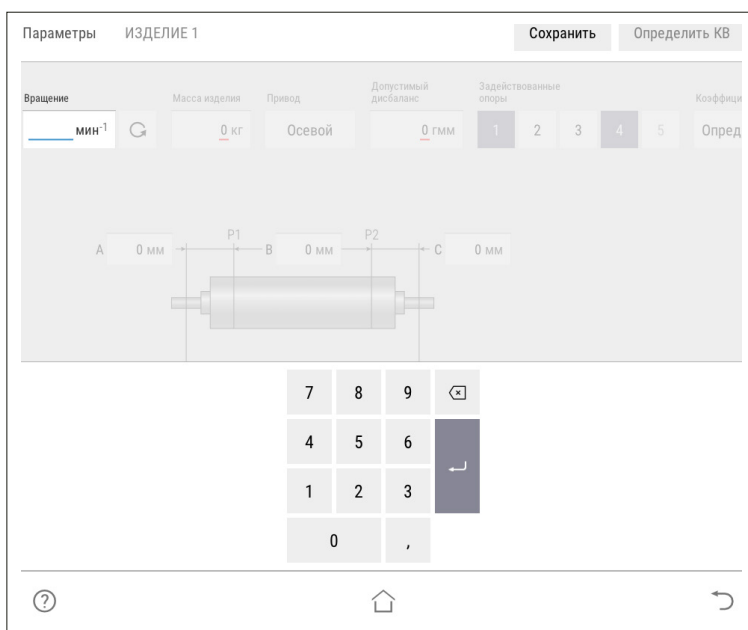 Параметры ИЗДЕЛИЕ 1 Сохранить Определить КВ
Вращение Масса изделия Привод Допустимый дисбаланс Задействованные опоры Коэффици
мин-1 0 кг Осевой 0 гмм 1 2 3 4 5 Опред
P1 P2
A 0 мм B 0 мм C 0 мм
7 8 9
4 5 6
1 2 3
0 ,
?